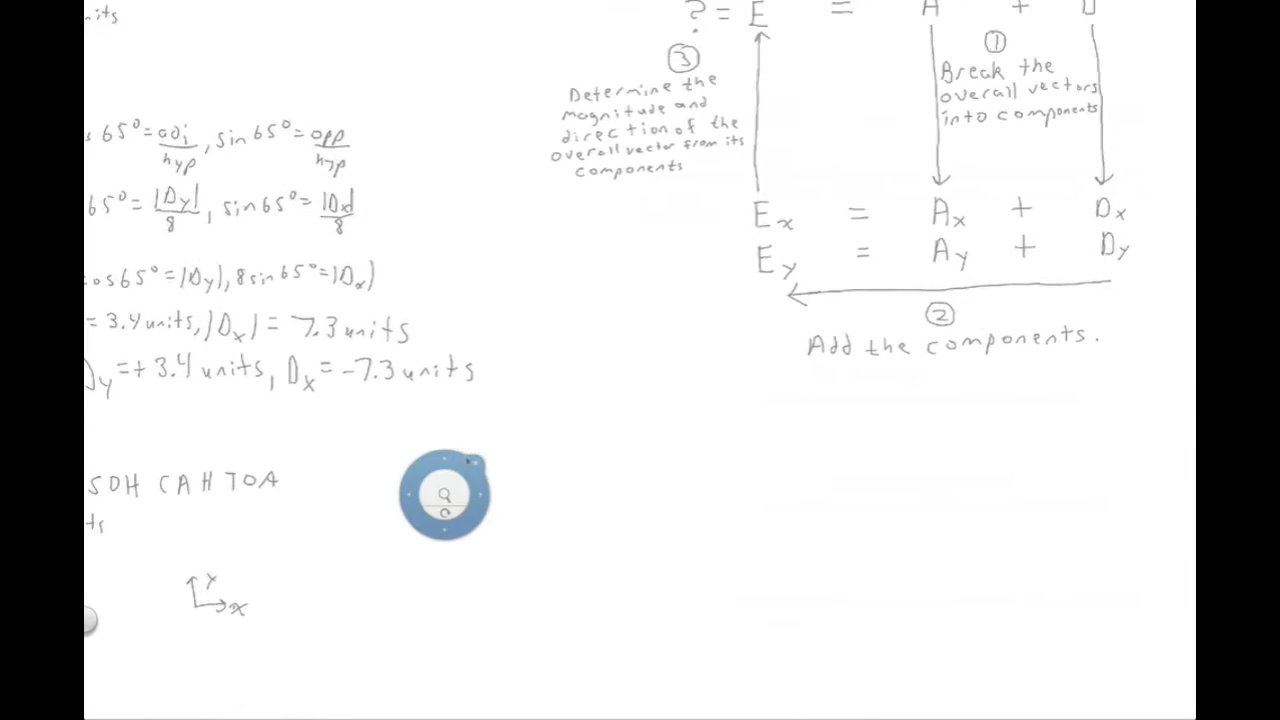 nits
s 65° = adj/hyp, sin 65° = opp/hyp
65° = |Dy|/8, sin 65° = |Dx|/8
cos 65° = |Dy|, 8 sin 65° = |Dx|
= 3.4 units, |Dx| = 7.3 units
Dy = + 3.4 units, Dx = -7.3 units
SOH CAH TOA
ts
Y
X
? = E = A + D
①
Break the
overall vectors
into components
③
Determine the
magnitude and
direction of the
overall vector from its
components
Ex = Ax + Dx
Ey = Ay + Dy
②
Add the components.